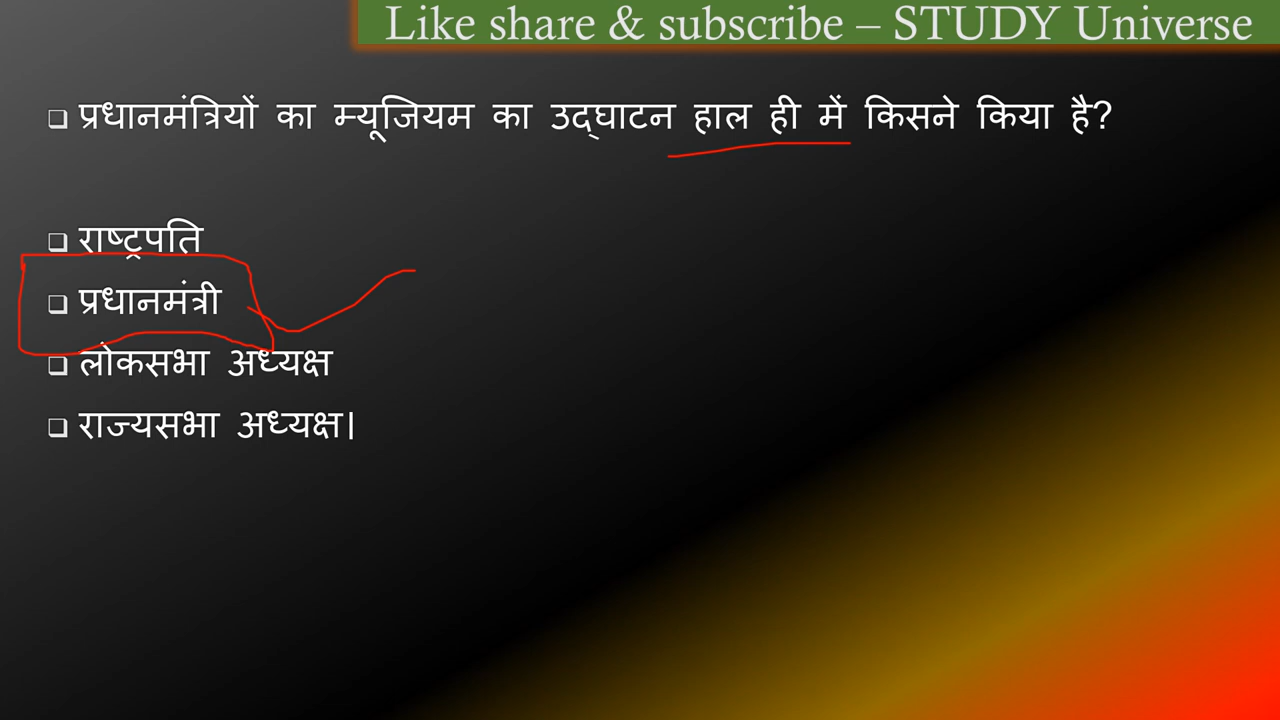 Like share & subscribe – STUDY Universe
प्रधानमंत्रियों का म्यूजियम का उद्घाटन हाल ही में किसने किया है?
राष्ट्रपति
प्रधानमंत्री
लोकसभा अध्यक्ष
राज्यसभा अध्यक्ष।